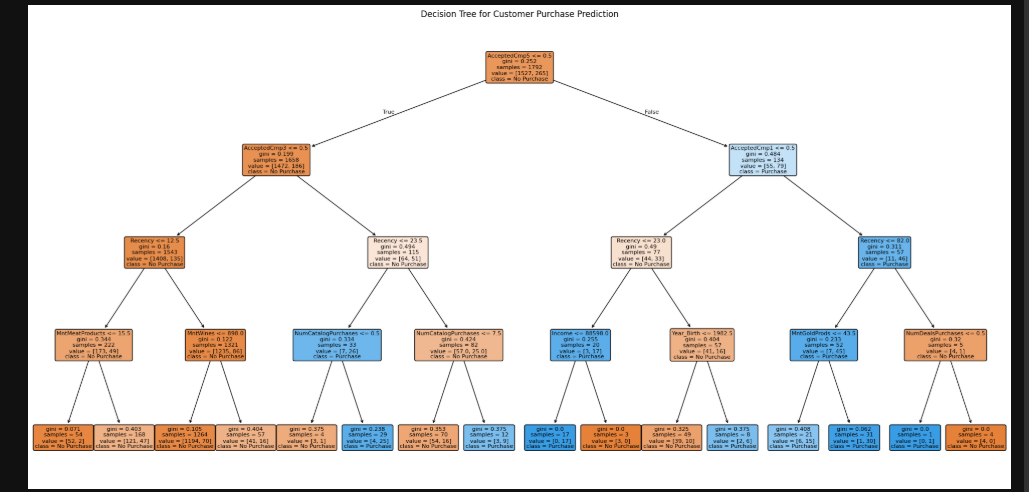 Decision Tree for Customer Purchase Prediction
AcceptedCmp5 <= 0.5
gini = 0.252
samples = 1792
value = [1527, 265]
class = No Purchase
True
False
AcceptedCmp3 <= 0.5
gini = 0.199
samples = 1658
value = [1472, 186]
class = No Purchase
AcceptedCmp1 <= 0.5
gini = 0.484
samples = 134
value = [55, 79]
class = Purchase
Recency <= 12.5
gini = 0.16
samples = 1543
value = [1408, 135]
class = No Purchase
Recency <= 23.5
gini = 0.494
samples = 115
value = [64, 51]
class = No Purchase
Recency <= 23.0
gini = 0.49
samples = 77
value = [44, 33]
class = No Purchase
Recency <= 82.0
gini = 0.311
samples = 57
value = [11, 46]
class = Purchase
MntMeatProducts <= 15.5
gini = 0.344
samples = 222
value = [173, 49]
class = No Purchase
MntWines <= 898.0
gini = 0.122
samples = 1321
value = [1235, 86]
class = No Purchase
NumCatalogPurchases <= 0.5
gini = 0.334
samples = 33
value = [7, 26]
class = Purchase
NumCatalogPurchases <= 7.5
gini = 0.424
samples = 82
value = [57.0, 25.0]
class = No Purchase
Income <=
gini = 0.255
samples = 20
value = [3, 17]
class = Purchase
Year_Birth <= 1982.5
gini = 0.404
samples = 57
value = [41, 16]
class = No Purchase
MntGoldProds <= 43.5
gini = 0.233
samples = 52
value = [7, 45]
class = Purchase
NumDealsPurchases <= 0.5
gini = 0.32
samples = 5
value = [4, 1]
class = No Purchase
gini = 0.071
samples = 54
value = [52, 2]
class = No Purchase
gini = 0.403
samples = 168
value = [121, 47]
class = No Purchase
gini = 0.105
samples = 1264
value = [1194, 70]
class = No Purchase
gini = 0.404
samples = 57
value = [41, 16]
class = No Purchase
gini = 0.375
samples = 4
value = [3, 1]
class = No Purchase
gini = 0.238
samples = 29
value = [4, 25]
class = Purchase
gini = 0.353
samples = 70
value = [54, 16]
class = No Purchase
gini = 0.375
samples = 12
value = [3, 9]
class = Purchase
gini = 0.0
samples = 17
value = [0, 17]
class = Purchase
gini = 0.0
samples = 3
value = [3, 0]
class = No Purchase
gini = 0.325
samples = 49
value = [39, 10]
class = No Purchase
gini = 0.375
samples = 8
value = [2, 6]
class = Purchase
gini = 0.408
samples = 21
value = [6, 15]
class = Purchase
gini = 0.062
samples = 31
value = [1, 30]
class = Purchase
gini = 0.0
samples = 1
value = [0, 1]
class = Purchase
gini = 0.0
samples = 4
value = [4, 0]
class = No Purchase